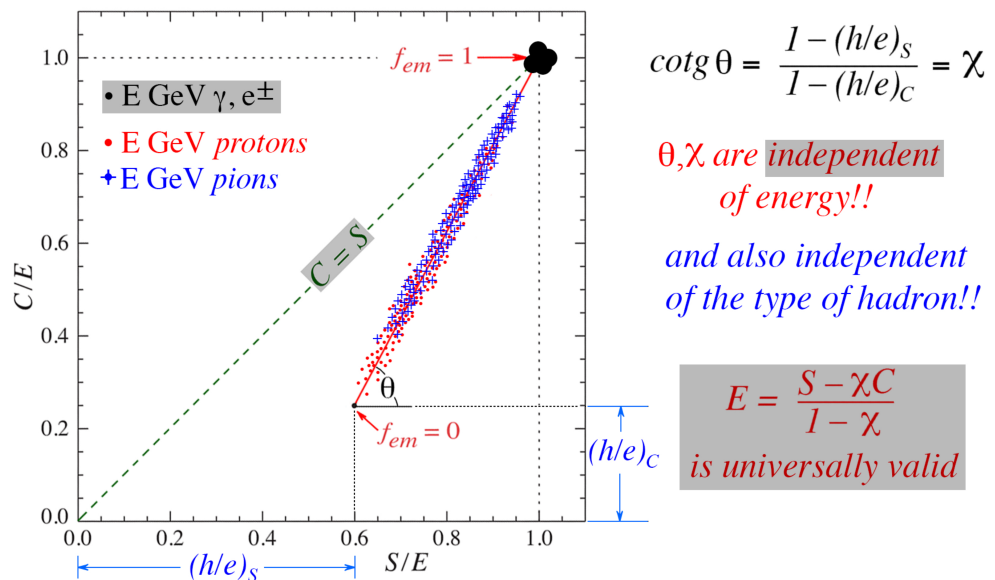 1.0
0.8
0.6
0.4
0.2
0.0
C/E
0.0 0.2 0.4 0.6 0.8 1.0
S/E
f_em = 1
• E GeV γ, e±
• E GeV protons
E GeV pions
C = S
θ
f_em = 0
(h/e)_S
(h/e)_C
cotg θ = 1 – (h/e)_S / 1 – (h/e)_C = χ
θ,χ are independent
of energy!!
and also independent
of the type of hadron!!
E = S – χC / 1 – χ
is universally valid